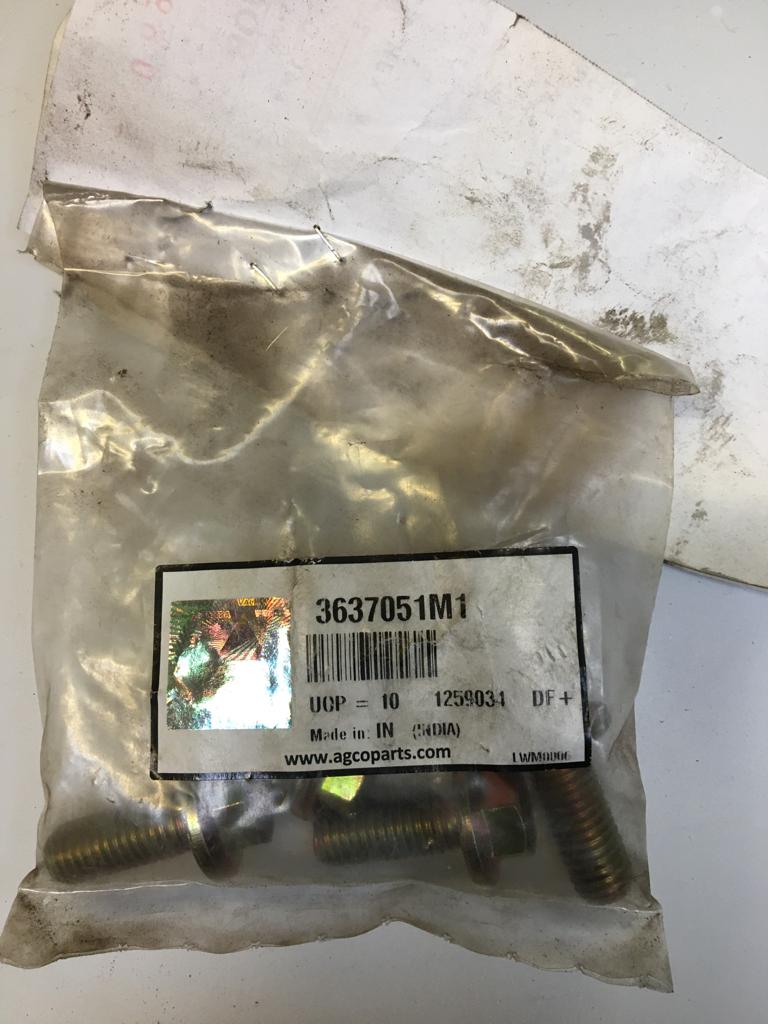 3637051M1
UOP = 10 1259034 DF+
Made in: IN (INDIA)
www.agcoparts.com
LWM0006